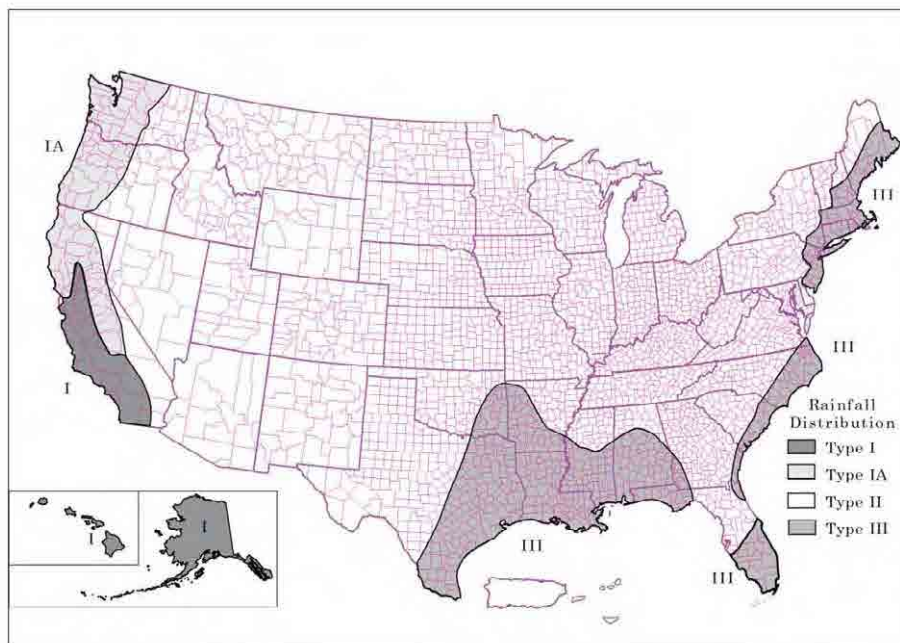 IA
III
III
I
Rainfall
Distribution
Type I
Type IA
Type II
Type III
I
I
III
III